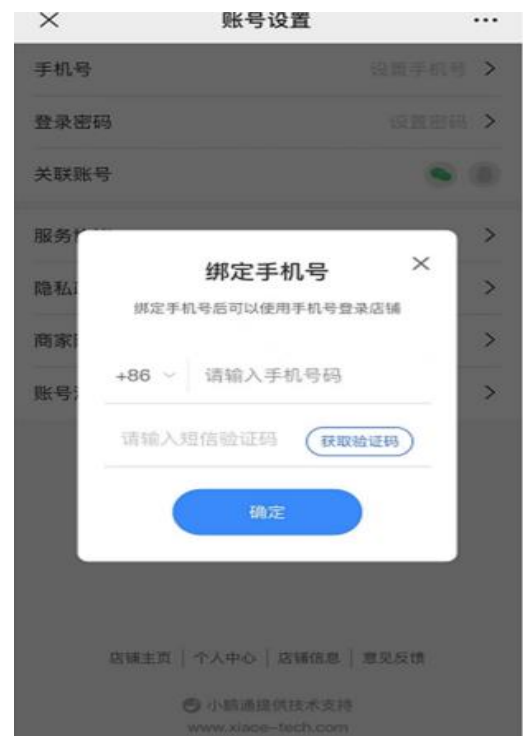 账号设置
手机号 设置手机号
登录密码 设置密码
关联账号
服务
绑定手机号
隐私
绑定手机号后可以使用手机号登录店铺
商家
+86 请输入手机号码
账号
请输入短信验证码 获取验证码
确定
店铺主页 | 个人中心 | 店铺信息 | 意见反馈
小鹅通提供技术支持
www.xiaoe-tech.com